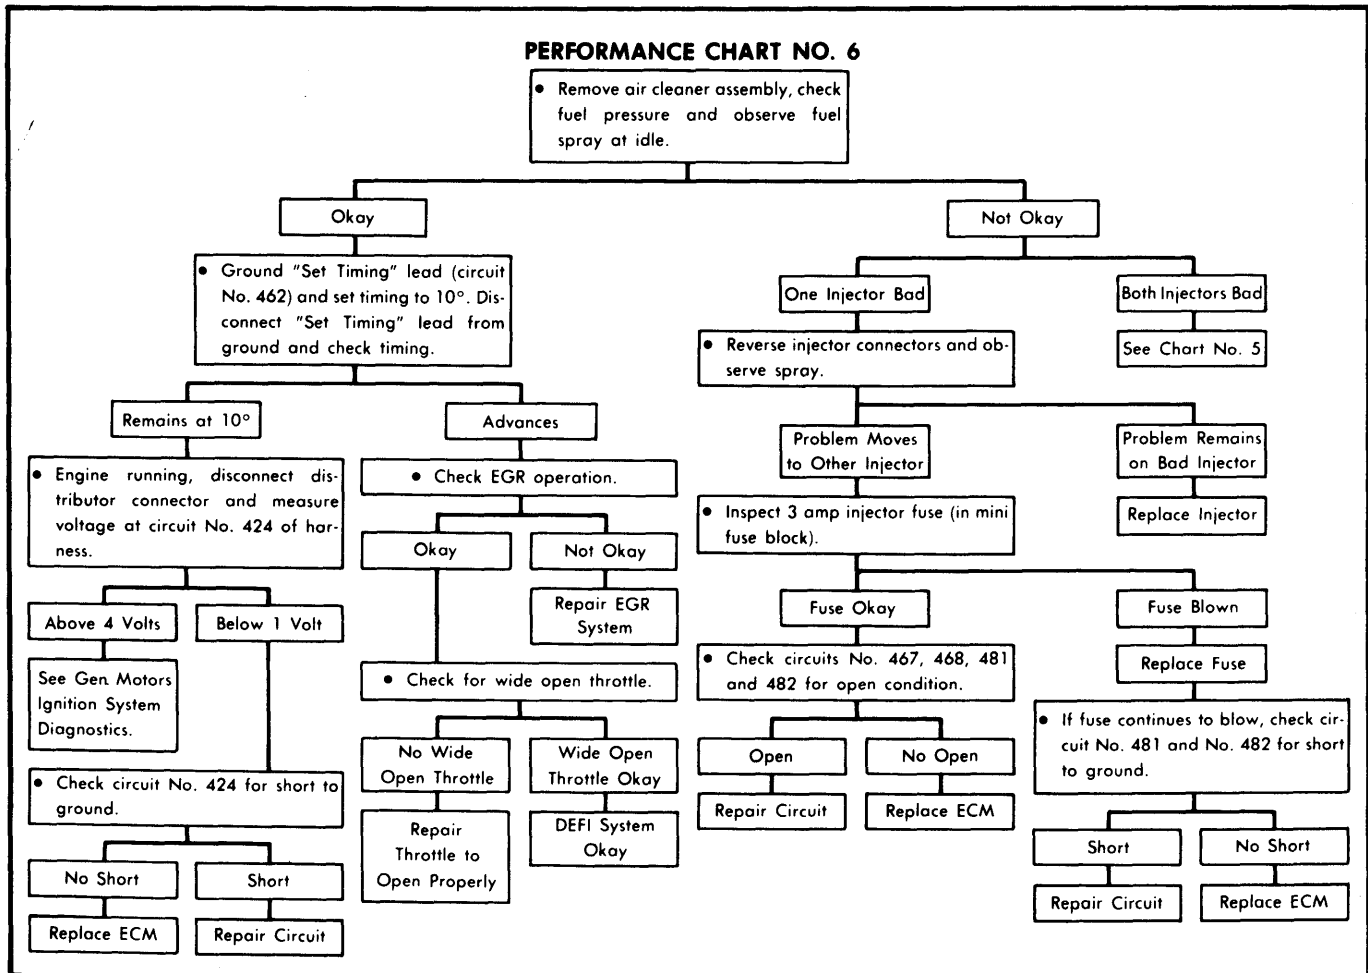 PERFORMANCE CHART NO. 6
• Remove air cleaner assembly, check
fuel pressure and observe fuel
spray at idle.
Okay
Not Okay
• Ground "Set Timing" lead (circuit
No. 462) and set timing to 10°. Dis-
connect "Set Timing" lead from
ground and check timing.
One Injector Bad
Both Injectors Bad
• Reverse injector connectors and ob-
serve spray.
See Chart No. 5
Remains at 10°
Advances
Problem Moves
to Other Injector
Problem Remains
on Bad Injector
• Engine running, disconnect dis-
tributor connector and measure
voltage at circuit No. 424 of har-
ness.
• Check EGR operation.
• Inspect 3 amp injector fuse (in mini
fuse block).
Replace Injector
Okay
Not Okay
Above 4 Volts
Below 1 Volt
Repair EGR
System
Fuse Okay
Fuse Blown
See Gen. Motors
Ignition System
Diagnostics.
• Check for wide open throttle.
• Check circuits No. 467, 468, 481
and 482 for open condition.
Replace Fuse
• If fuse continues to blow, check cir-
cuit No. 481 and No. 482 for short
to ground.
No Wide
Open Throttle
Wide Open
Throttle Okay
Open
No Open
• Check circuit No. 424 for short to
ground.
Repair
Throttle to
Open Properly
DEFI System
Okay
Repair Circuit
Replace ECM
No Short
Short
Short
No Short
Replace ECM
Repair Circuit
Repair Circuit
Replace ECM